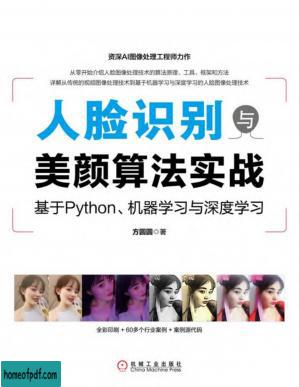 资深AI图像处理工程师力作
从零开始介绍人脸图像处理技术的算法原理、工具、框架和方法
详解从传统的视频图像处理技术到基于机器学习与深度学习的人脸图像处理技术
人脸识别与
美颜算法实战
基于Python、机器学习与深度学习
方圆圆◎著
全彩印刷 + 60多个行业案例 + 案例源代码
机械工业出版社
China Machine Press
homeofpdf.com